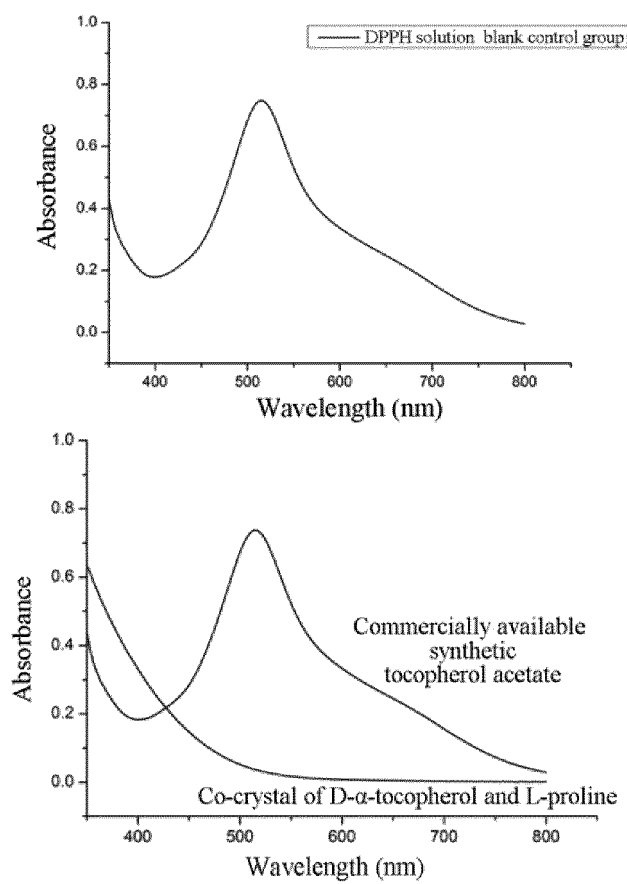 DPPH solution blank control group
1.0
0.8
0.6
0.4
0.2
0.0
Absorbance
400 500 600 700 800
Wavelength (nm)
1.0
0.8
0.6
0.4
0.2
0.0
Absorbance
Commercially available
synthetic
tocopherol acetate
Co-crystal of D-α-tocopherol and L-proline
400 500 600 700 800
Wavelength (nm)